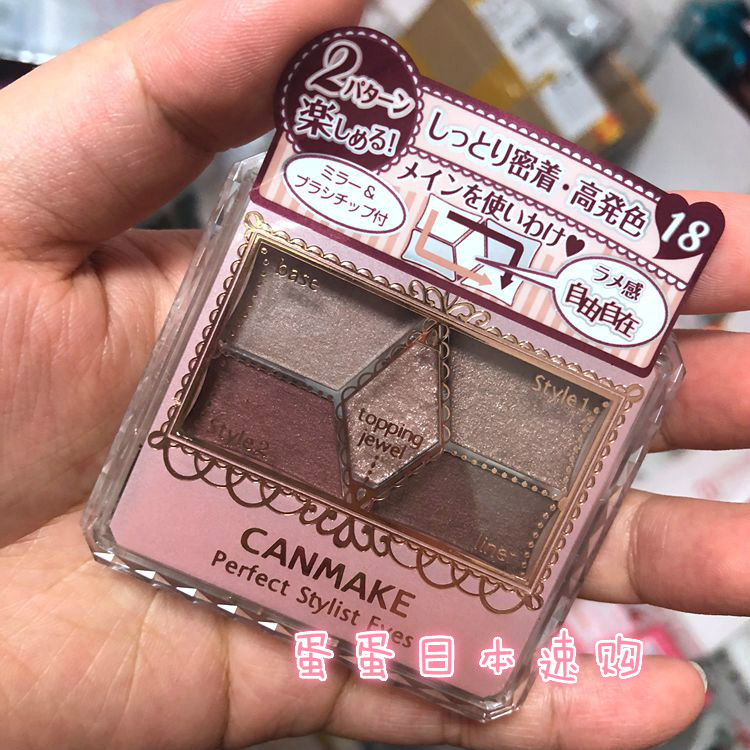 2パターン
楽しめる!
しっとり密着・高発色
メインを使いわけ♥
18
ミラー&
ブラシチップ付
ラメ感
自由自在
base
style1
style2
topping
jewel
liner
CANMAKE
Perfect Stylist Eyes
蛋蛋日本速购